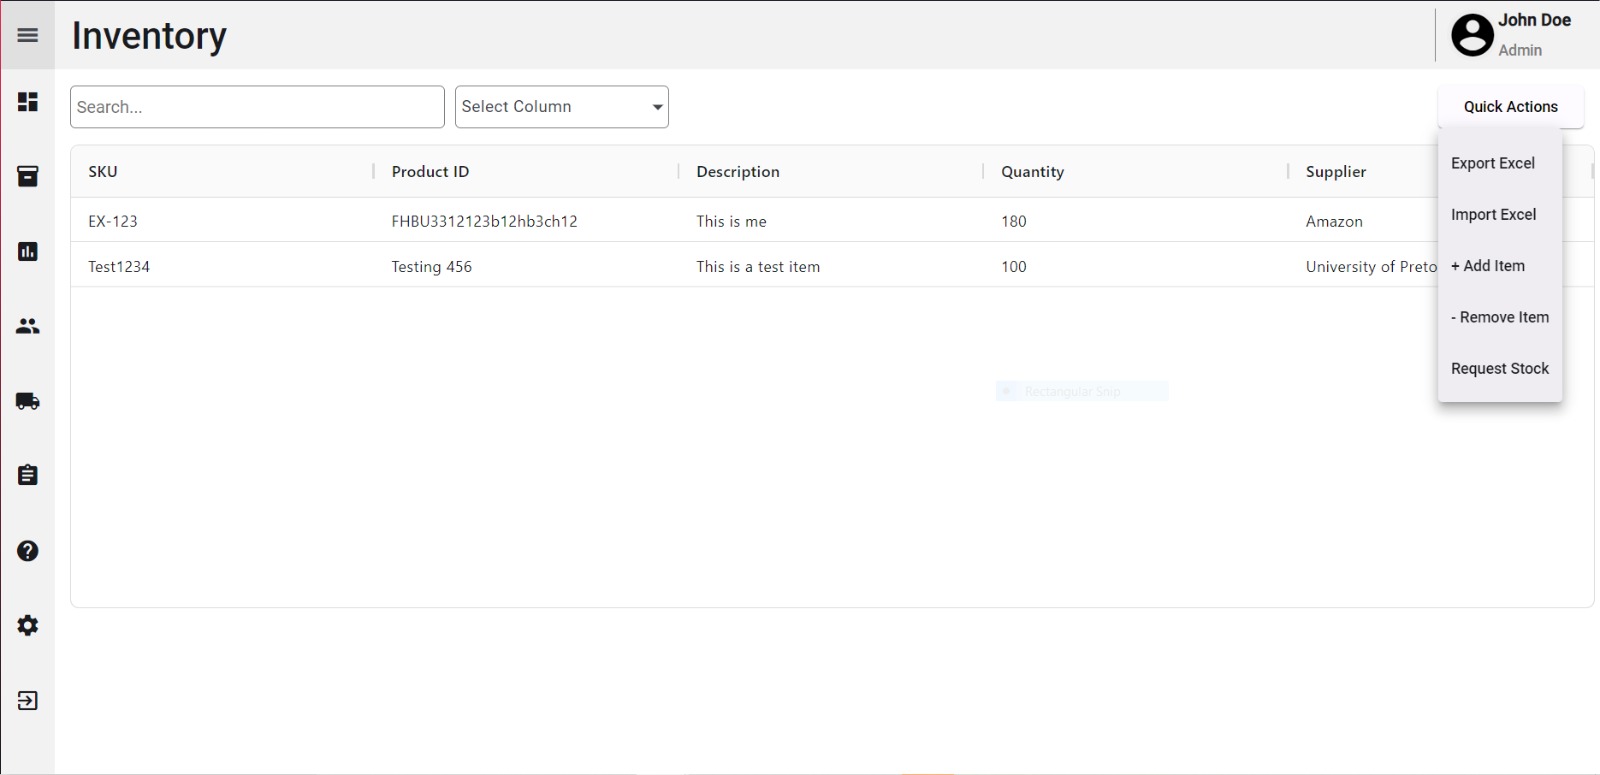 Inventory
John Doe
Admin
Search...
Select Column
Quick Actions
SKU Product ID Description Quantity Supplier
EX-123 FHBU3312123b12hb3ch12 This is me 180 Amazon
Test1234 Testing 456 This is a test item 100 University of Preto
Export Excel
Import Excel
+ Add Item
- Remove Item
Request Stock
Rectangular Snip